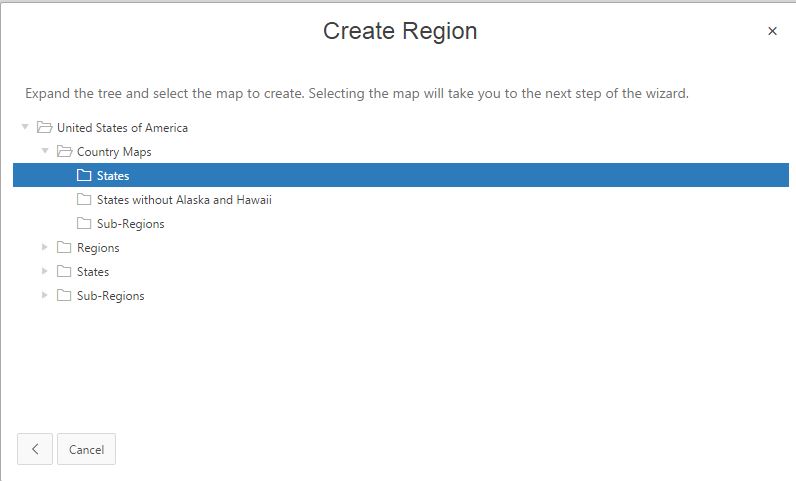 Create Region
Expand the tree and select the map to create. Selecting the map will take you to the next step of the wizard.
United States of America
Country Maps
States
States without Alaska and Hawaii
Sub-Regions
Regions
States
Sub-Regions
Cancel